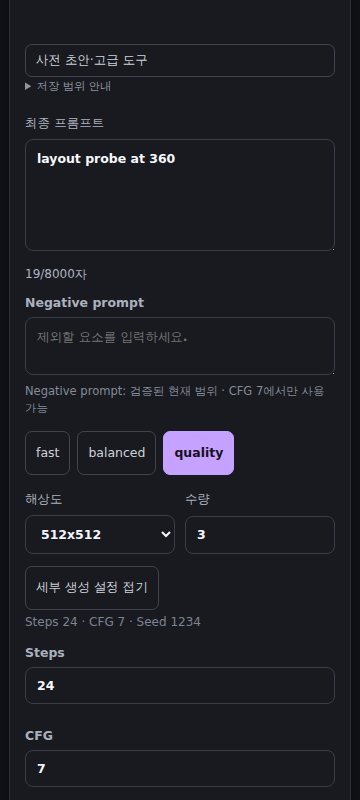 사전 초안·고급 도구
▶ 저장 범위 안내
최종 프롬프트
layout probe at 360
19/8000자
Negative prompt
제외할 요소를 입력하세요.
Negative prompt: 검증된 현재 범위 · CFG 7에서만 사용
가능
fast balanced quality
해상도 수량
512x512 3
세부 생성 설정 접기
Steps 24 · CFG 7 · Seed 1234
Steps
24
CFG
7